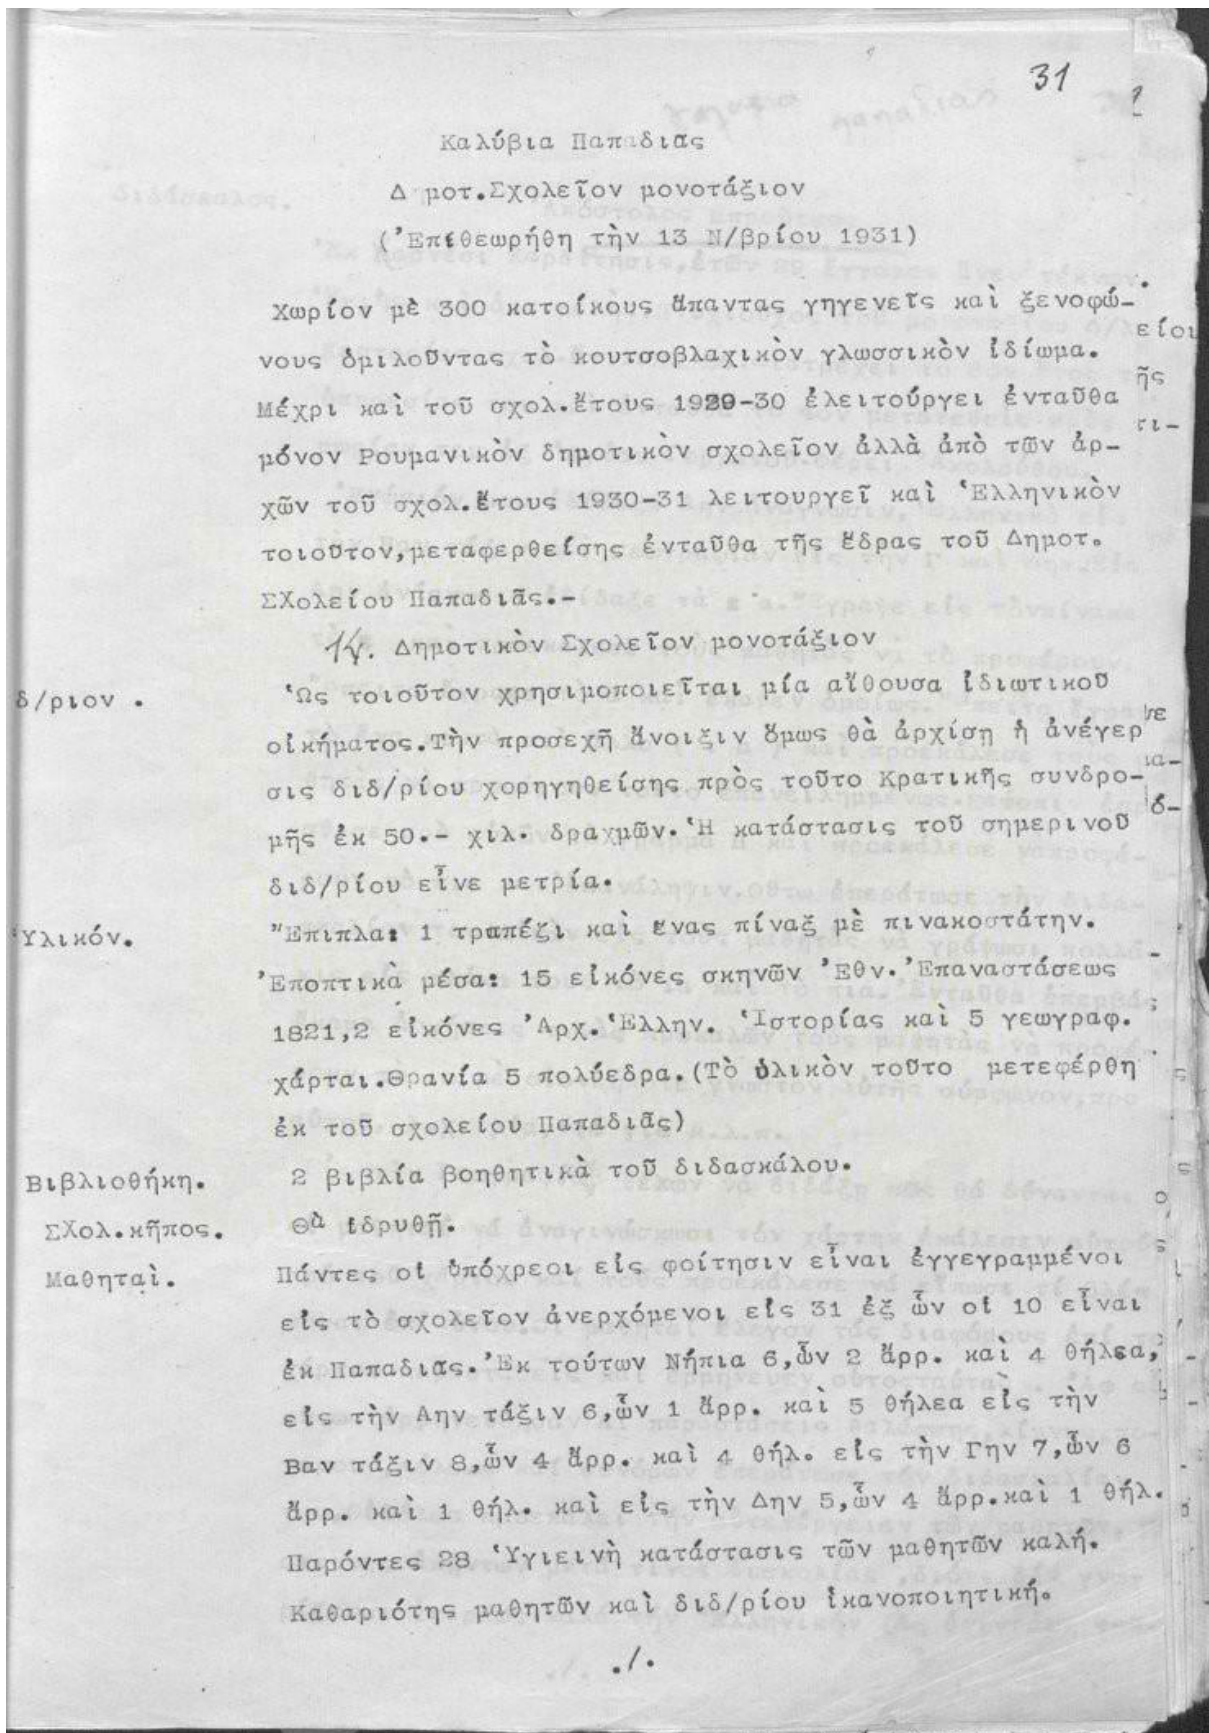 31
Καλύβια Παπαδιᾶς
Δ μοτ.Σχολεῖον μονοτάξιον
(Ἐπιθεωρήθη τὴν 13 Ν/βρίου 1931)
Χωρίον μὲ 300 κατοίκους ἅπαντας γηγενεῖς καὶ ξενοφώ-
νους ὁμιλοῦντας τὸ κουτσοβλαχικὸν γλωσσικὸν ἰδίωμα.
Μέχρι καὶ τοῦ σχολ.ἔτους 1929-30 ἐλειτούργει ἐνταῦθα
μόνον Ρουμανικὸν δημοτικὸν σχολεῖον ἀλλὰ ἀπὸ τῶν ἀρ-
χῶν τοῦ σχολ.ἔτους 1930-31 λειτουργεῖ καὶ Ἑλληνικὸν
τοιοῦτον,μεταφερθείσης ἐνταῦθα τῆς ἕδρας τοῦ Δημοτ.
ΣΧολείου Παπαδιᾶς.-
Δημοτικὸν Σχολεῖον μονοτάξιον
δ/ριον . Ὡς τοιοῦτον χρησιμοποιεῖται μία αἴθουσα ἰδιωτικοῦ
οἰκήματος.Τὴν προσεχῆ ἄνοιξιν ὅμως θὰ ἀρχίσῃ ἡ ἀνέγερ
σις διδ/ρίου χορηγηθείσης πρὸς τοῦτο Κρατικῆς συνδρο-
μῆς ἐκ 50.- χιλ. δραχμῶν.Ἡ κατάστασις τοῦ σημερινοῦ
διδ/ρίου εἶνε μετρία.
Ὑλικόν. Ἔπιπλα: 1 τραπέζι καὶ ενας πίναξ μὲ πινακοστάτην.
Ἐποπτικὰ μέσα: 15 εἰκόνες σκηνῶν Ἐθν.Ἐπαναστάσεως
1821,2 εἰκόνες Ἀρχ.Ἑλλην. Ἱστορίας καὶ 5 γεωγραφ.
χάρται.Θρανία 5 πολύεδρα.(Τὸ ὑλικὸν τοῦτο μετεφέρθη
ἐκ τοῦ σχολείου Παπαδιᾶς)
Βιβλιοθήκη. 2 βιβλία βοηθητικὰ τοῦ διδασκάλου.
ΣΧολ.κῆπος. Θὰ ἱδρυθῇ.
Μαθηταὶ. Πάντες οἱ ὑπόχρεοι εἰς φοίτησιν εἶναι ἐγγεγραμμένοι
εἰς τὸ σχολεῖον ἀνερχόμενοι εἰς 31 ἐξ ὧν οἱ 10 εἶναι
ἐκ Παπαδιας.Ἐκ τούτων Νήπια 6,ὧν 2 ἄρρ. καὶ 4 θήλεα,
εἰς τὴν Αην τάξιν 6,ὧν 1 ἄρρ. καὶ 5 θήλεα εἰς τὴν
Βαν τάξιν 8,ὧν 4 ἄρρ. καὶ 4 θήλ. εἰς τὴν Γην 7,ὧν 6
ἄρρ. καὶ 1 θήλ. καὶ εἰς τὴν Δην 5,ὧν 4 ἄρρ.καὶ 1 θήλ.
Παρόντες 28 Ὑγιεινὴ κατάστασις τῶν μαθητῶν καλή.
Καθαριότης μαθητῶν καὶ διδ/ρίου ἱκανοποιητική.
./.